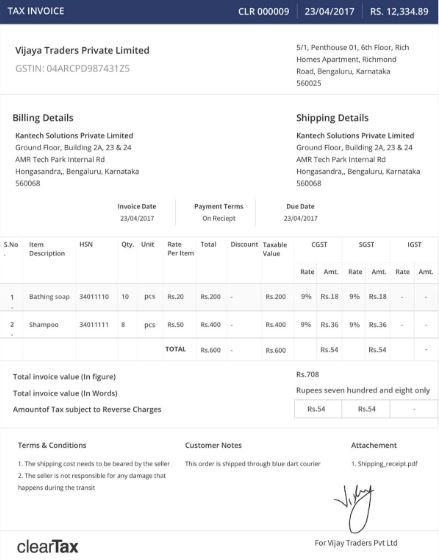 TAX INVOICE CLR 000009 23/04/2017 RS. 12,334.89
Vijaya Traders Private Limited
GSTIN: 04ARCPD987431Z5
5/1, Penthouse 01, 6th Floor, Rich
Homes Apartment, Richmond
Road, Bengaluru, Karnataka
560025
Billing Details
Kantech Solutions Private Limited
Ground Floor, Building 2A, 23 & 24
AMR Tech Park Internal Rd
Hongasandra,, Bengaluru, Karnataka
560068
Shipping Details
Kantech Solutions Private Limited
Ground Floor, Building 2A, 23 & 24
AMR Tech Park Internal Rd
Hongasandra,, Bengaluru, Karnataka
560068
Invoice Date Payment Terms Due Date
23/04/2017 On Reciept 23/04/2017
S.No. Item Description HSN Qty. Unit Rate Per Item Total Discount Taxable Value CGST SGST IGST
Rate Amt. Rate Amt. Rate Amt.
1. Bathing soap 34011110 10 pcs Rs.20 Rs.200 - Rs.200 9% Rs.18 9% Rs.18 - -
2. Shampoo 34011111 8 pcs Rs.50 Rs.400 - Rs.400 9% Rs.36 9% Rs.36 - -
TOTAL Rs.600 - Rs.600 Rs.54 Rs.54 -
Total invoice value (In figure) Rs.708
Total invoice value (In Words) Rupees seven hundred and eight only
Amountof Tax subject to Reverse Charges Rs.54 Rs.54 -
Terms & Conditions
1. The shipping cost needs to be beared by the seller
2. The seller is not responsible for any damage that
happens during the transit
Customer Notes
This order is shipped through blue dart courier
Attachement
1. Shipping_receipt.pdf
Vijay
clearTax
For Vijay Traders Pvt Ltd